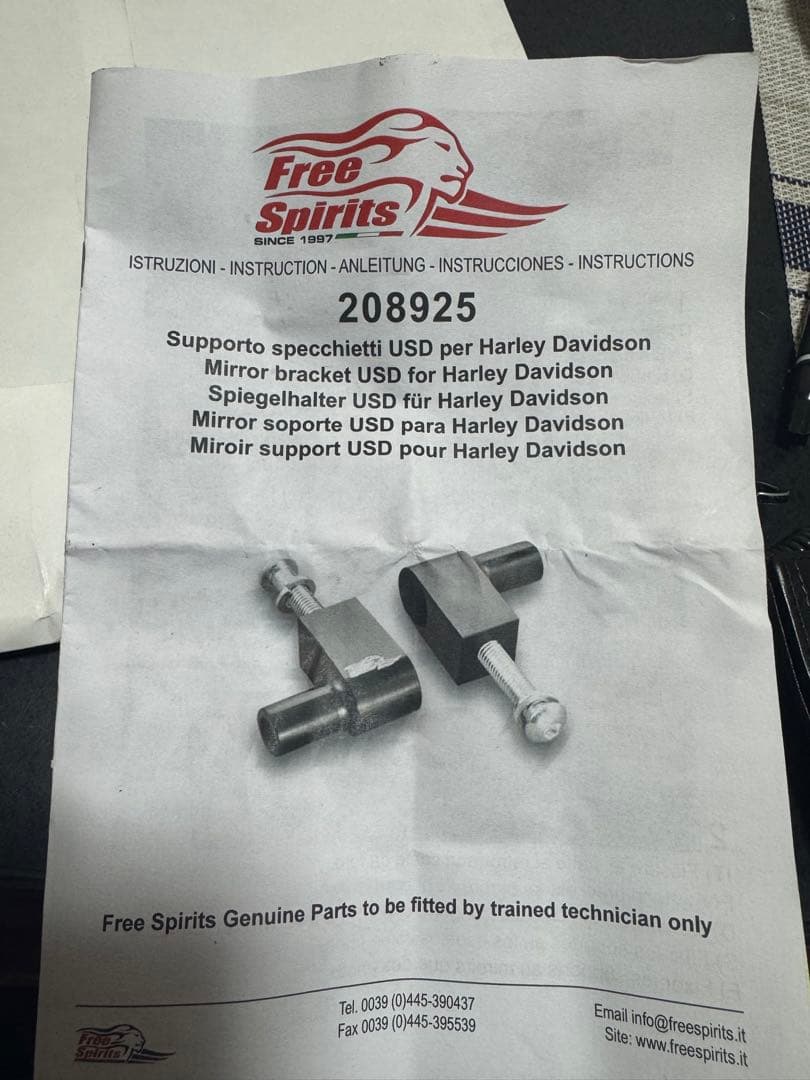 Free
Spirits
SINCE 1997
ISTRUZIONI - INSTRUCTION - ANLEITUNG - INSTRUCCIONES - INSTRUCTIONS
208925
Supporto specchietti USD per Harley Davidson
Mirror bracket USD for Harley Davidson
Spiegelhalter USD für Harley Davidson
Mirror soporte USD para Harley Davidson
Miroir support USD pour Harley Davidson
Free Spirits Genuine Parts to be fitted by trained technician only
Free
Spirits
Tel. 0039 (0)445-390437
Fax 0039 (0)445-395539
Email info@freespirits.it
Site: www.freespirits.it